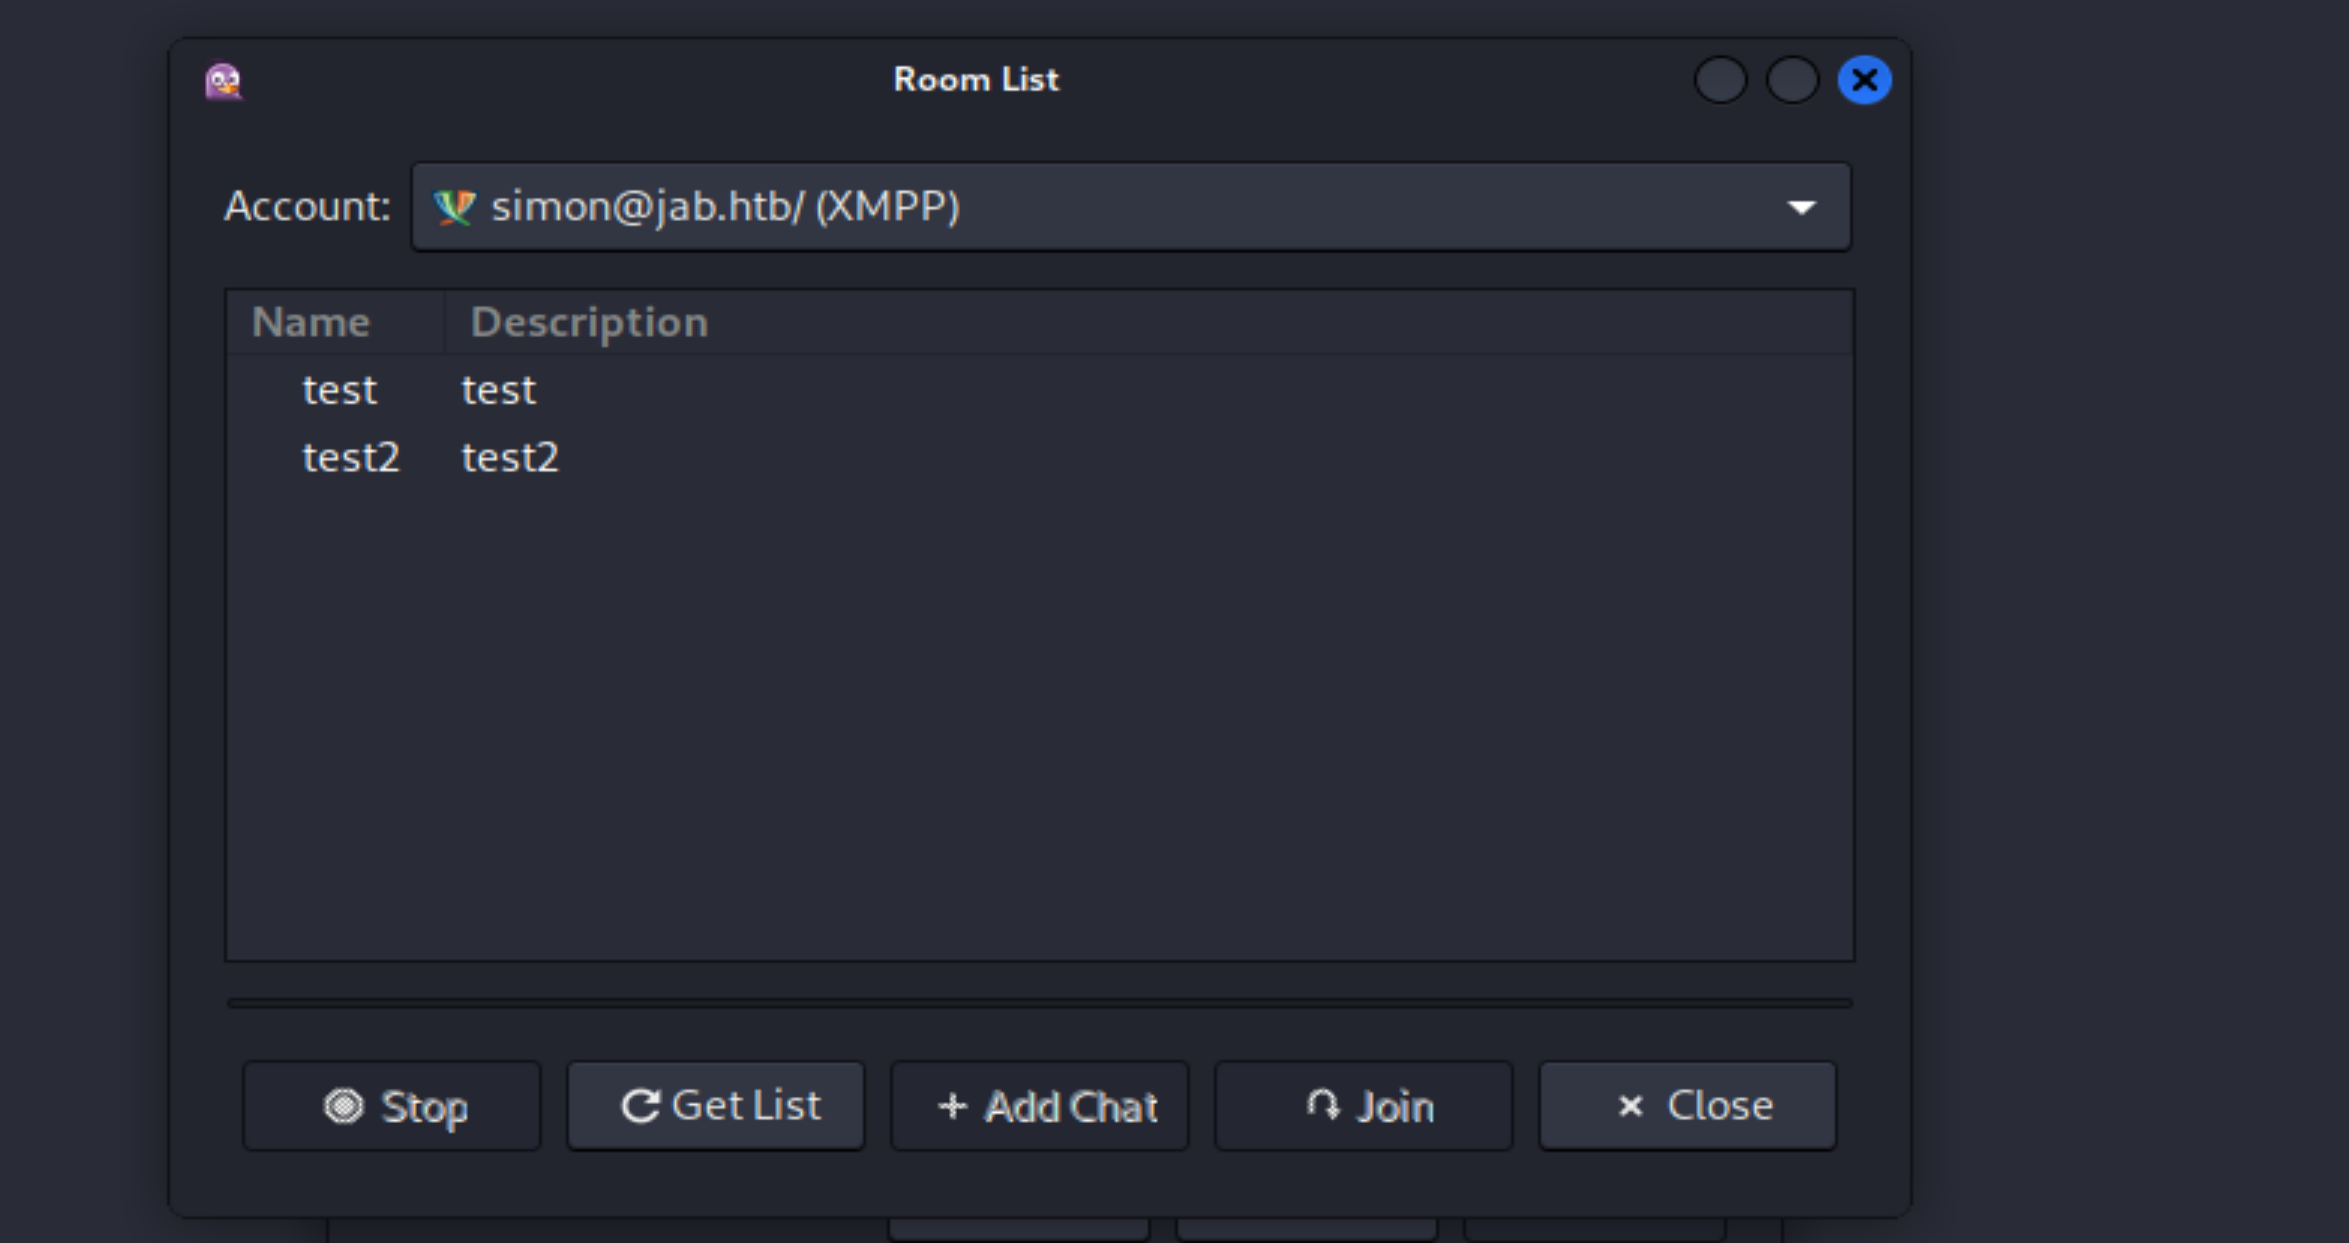 Room List
Account: simon@jab.htb/ (XMPP)
Name Description
test test
test2 test2
Stop Get List + Add Chat Join × Close